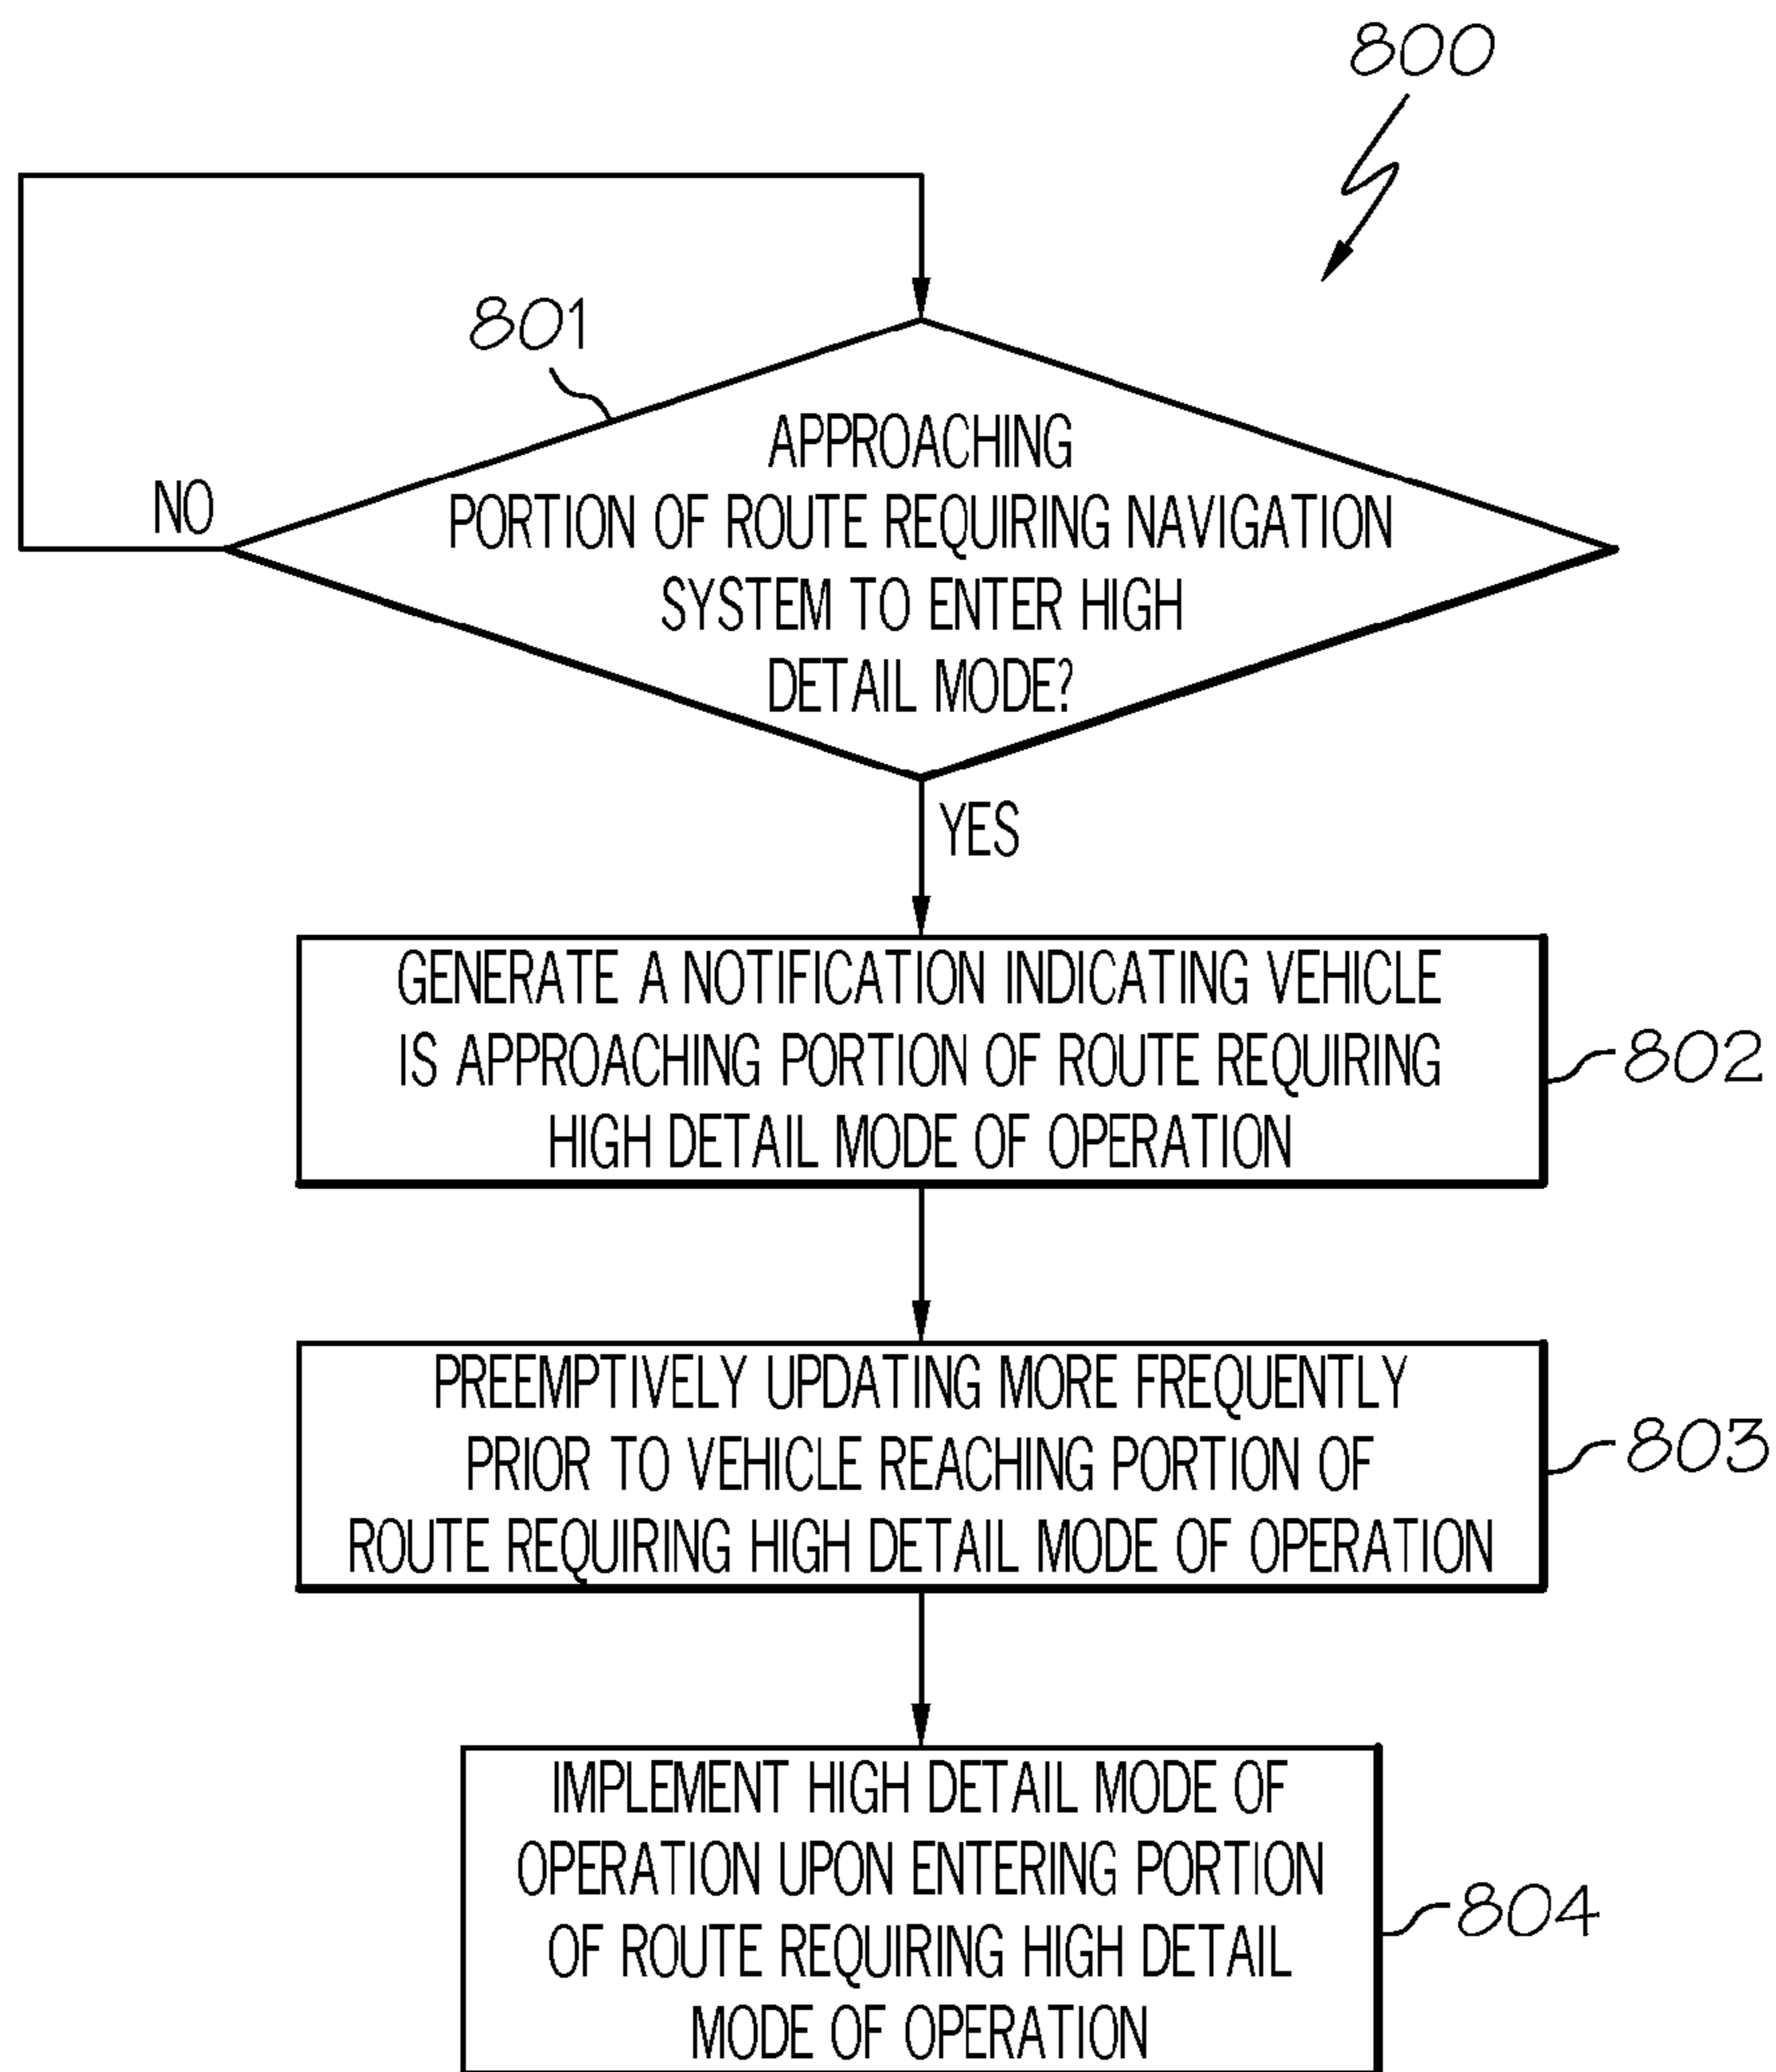 800
801
APPROACHING
PORTION OF ROUTE REQUIRING NAVIGATION
SYSTEM TO ENTER HIGH
DETAIL MODE?
NO
YES
GENERATE A NOTIFICATION INDICATING VEHICLE
IS APPROACHING PORTION OF ROUTE REQUIRING
HIGH DETAIL MODE OF OPERATION
802
PREEMPTIVELY UPDATING MORE FREQUENTLY
PRIOR TO VEHICLE REACHING PORTION OF
ROUTE REQUIRING HIGH DETAIL MODE OF OPERATION
803
IMPLEMENT HIGH DETAIL MODE OF
OPERATION UPON ENTERING PORTION
OF ROUTE REQUIRING HIGH DETAIL
MODE OF OPERATION
804